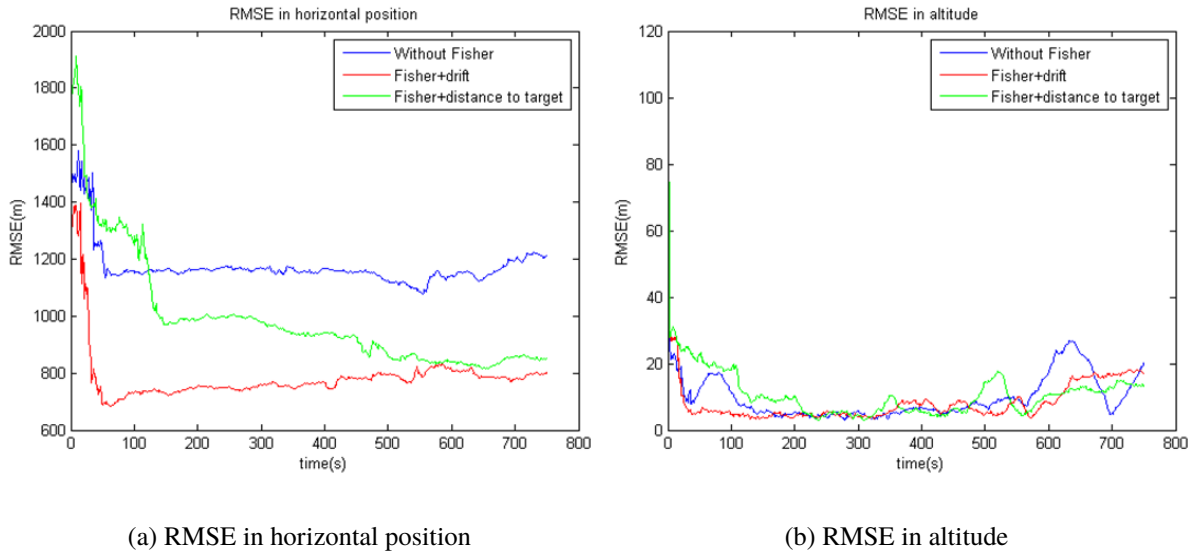 RMSE in horizontal position
2000
1800
1600
1400
1200
1000
800
600
RMSE(m)
0 100 200 300 400 500 600 700 800
time(s)
Without Fisher
Fisher+drift
Fisher+distance to target
(a) RMSE in horizontal position
RMSE in altitude
120
100
80
60
40
20
0
RMSE(m)
0 100 200 300 400 500 600 700 800
time(s)
Without Fisher
Fisher+drift
Fisher+distance to target
(b) RMSE in altitude